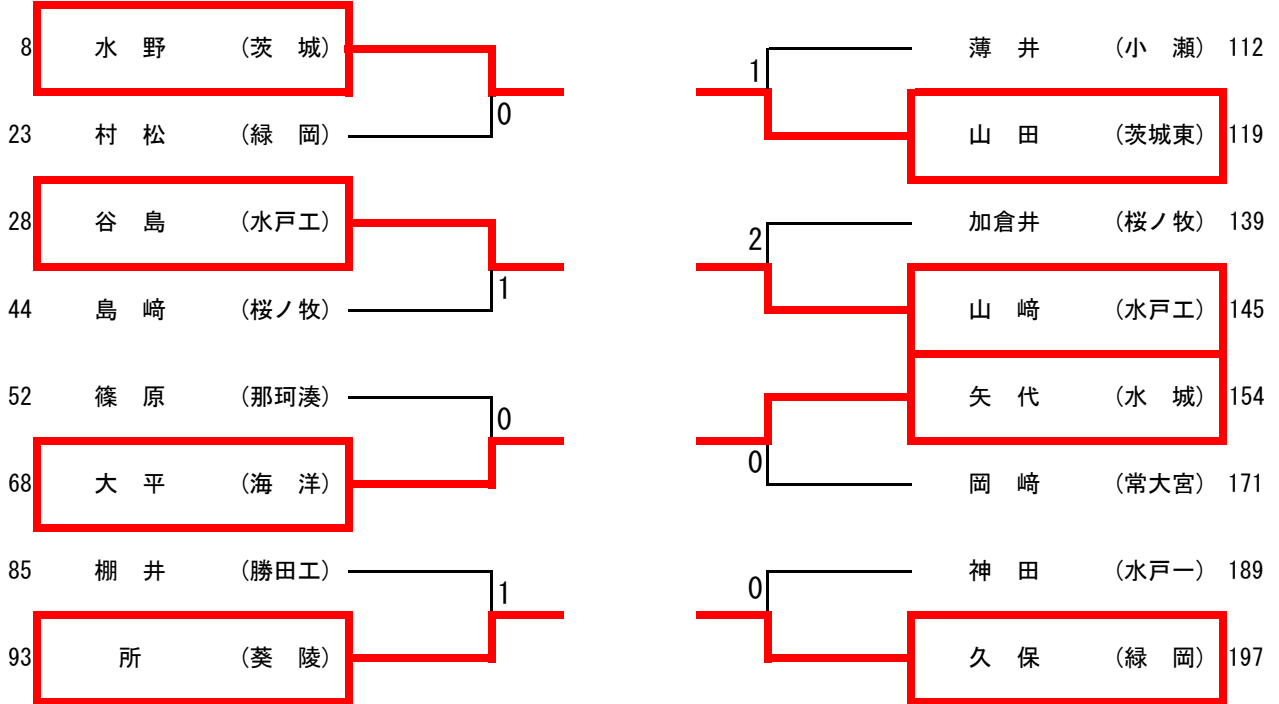 8 水 野 (茨 城)
0
23 村 松 (緑 岡)
28 谷 島 (水戸工)
1
44 島 﨑 (桜ノ牧)
52 篠 原 (那珂湊)
0
68 大 平 (海 洋)
85 棚 井 (勝田工)
1
93 所 (葵 陵)
薄 井 (小 瀬) 112
1
山 田 (茨城東) 119
加倉井 (桜ノ牧) 139
2
山 﨑 (水戸工) 145
矢 代 (水 城) 154
0
岡 﨑 (常大宮) 171
神 田 (水戸一) 189
0
久 保 (緑 岡) 197